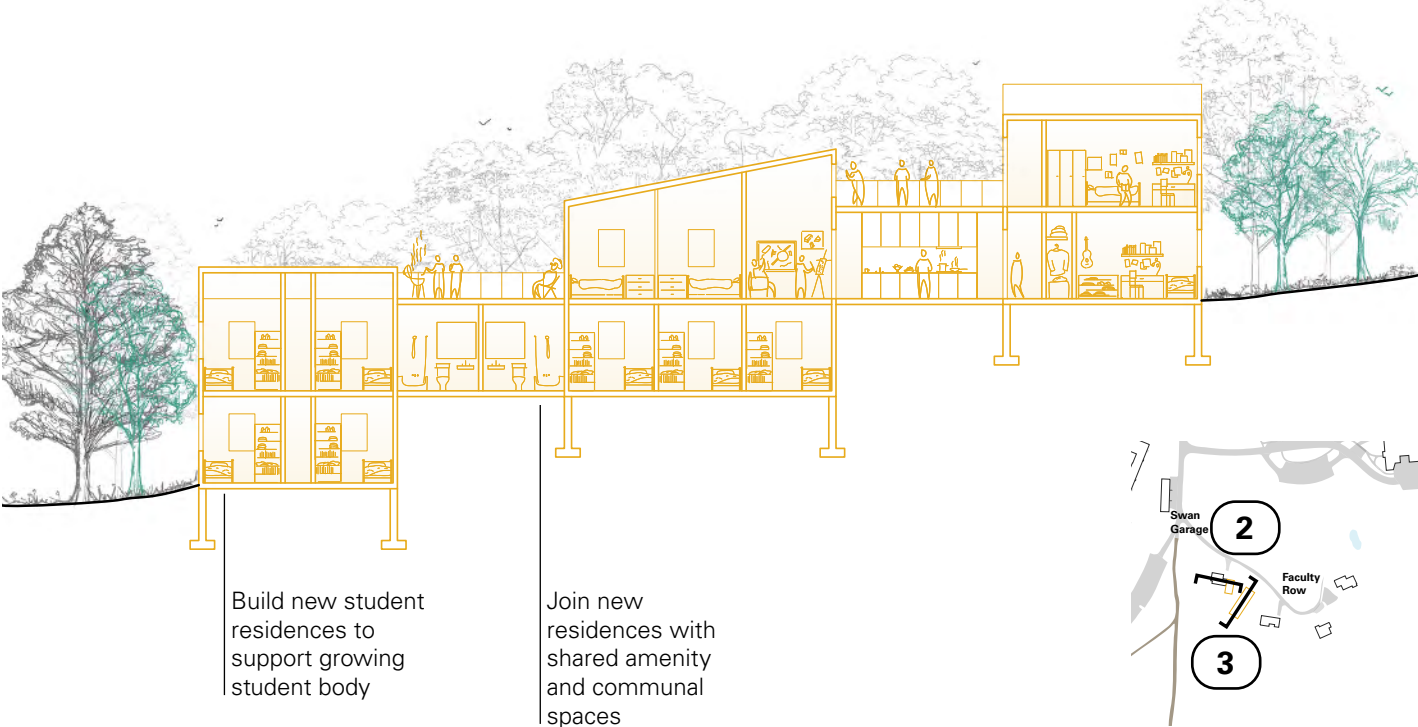 Build new student
residences to
support growing
student body
Join new
residences with
shared amenity
and communal
spaces
Swan
Garage
2
Faculty
Row
3